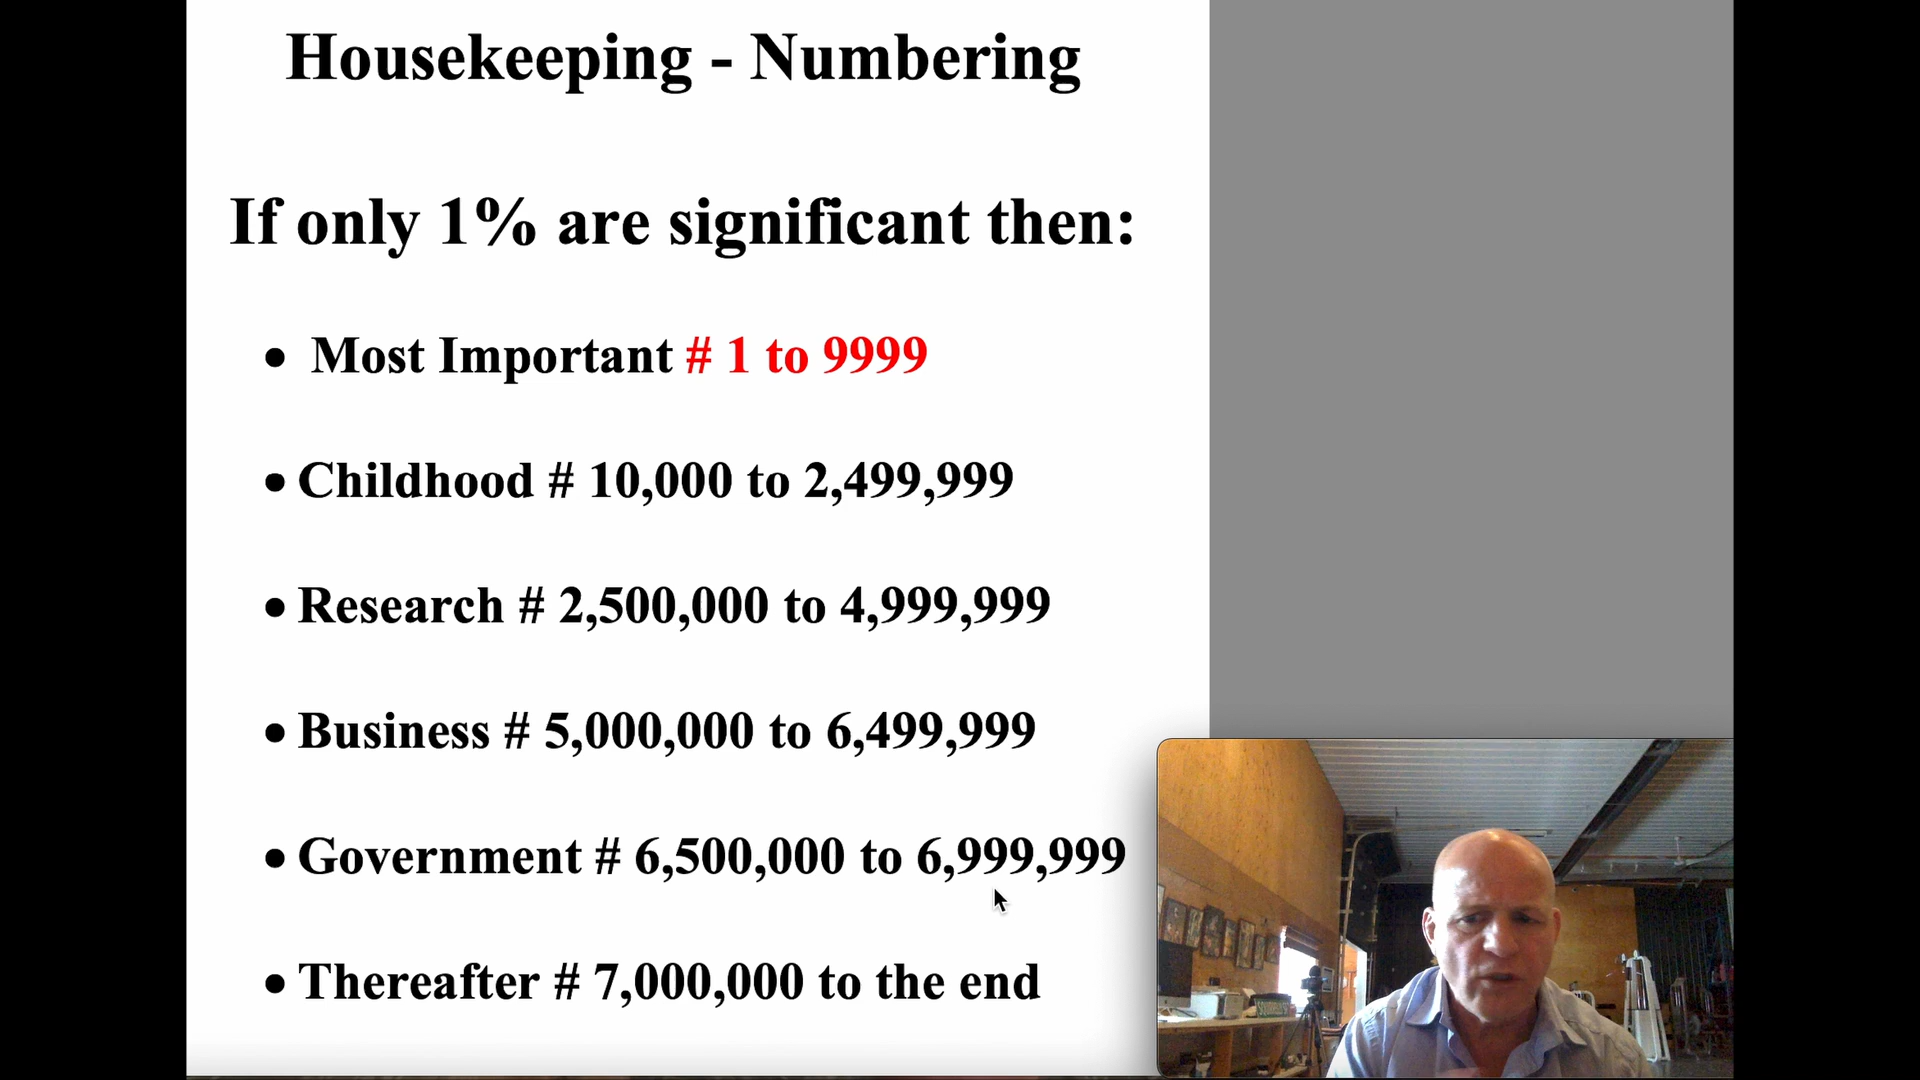 Housekeeping - Numbering
If only 1% are significant then:
• Most Important # 1 to 9999
• Childhood # 10,000 to 2,499,999
• Research # 2,500,000 to 4,999,999
• Business # 5,000,000 to 6,499,999
• Government # 6,500,000 to 6,999,999
• Thereafter # 7,000,000 to the end